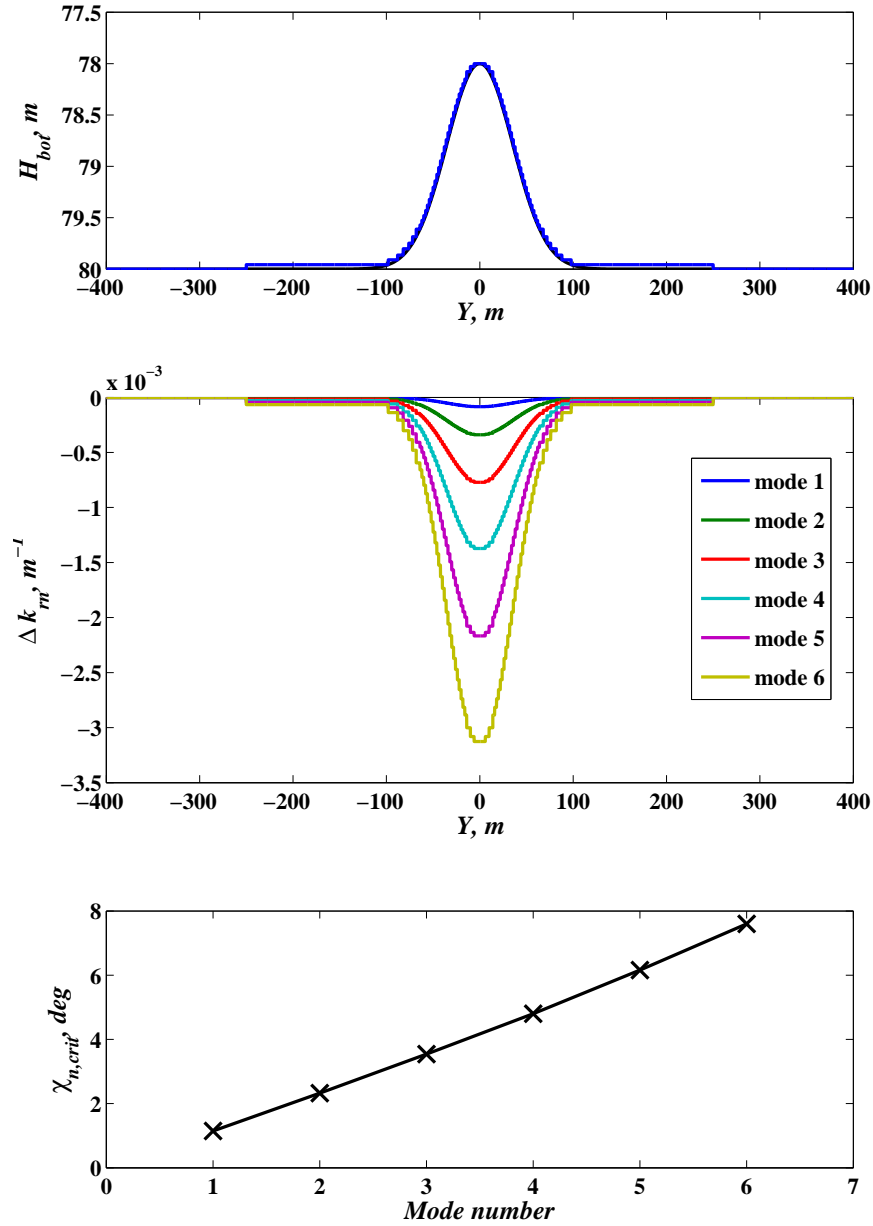 77.5
78
78.5
79
79.5
80
H_bot, m
−400 −300 −200 −100 0 100 200 300 400
Y, m
x 10^−3
0
−0.5
−1
−1.5
−2
−2.5
−3
−3.5
Δ k_rn, m^−1
mode 1
mode 2
mode 3
mode 4
mode 5
mode 6
−400 −300 −200 −100 0 100 200 300 400
Y, m
8
6
4
2
0
χ_n,crit, deg
0 1 2 3 4 5 6 7
Mode number